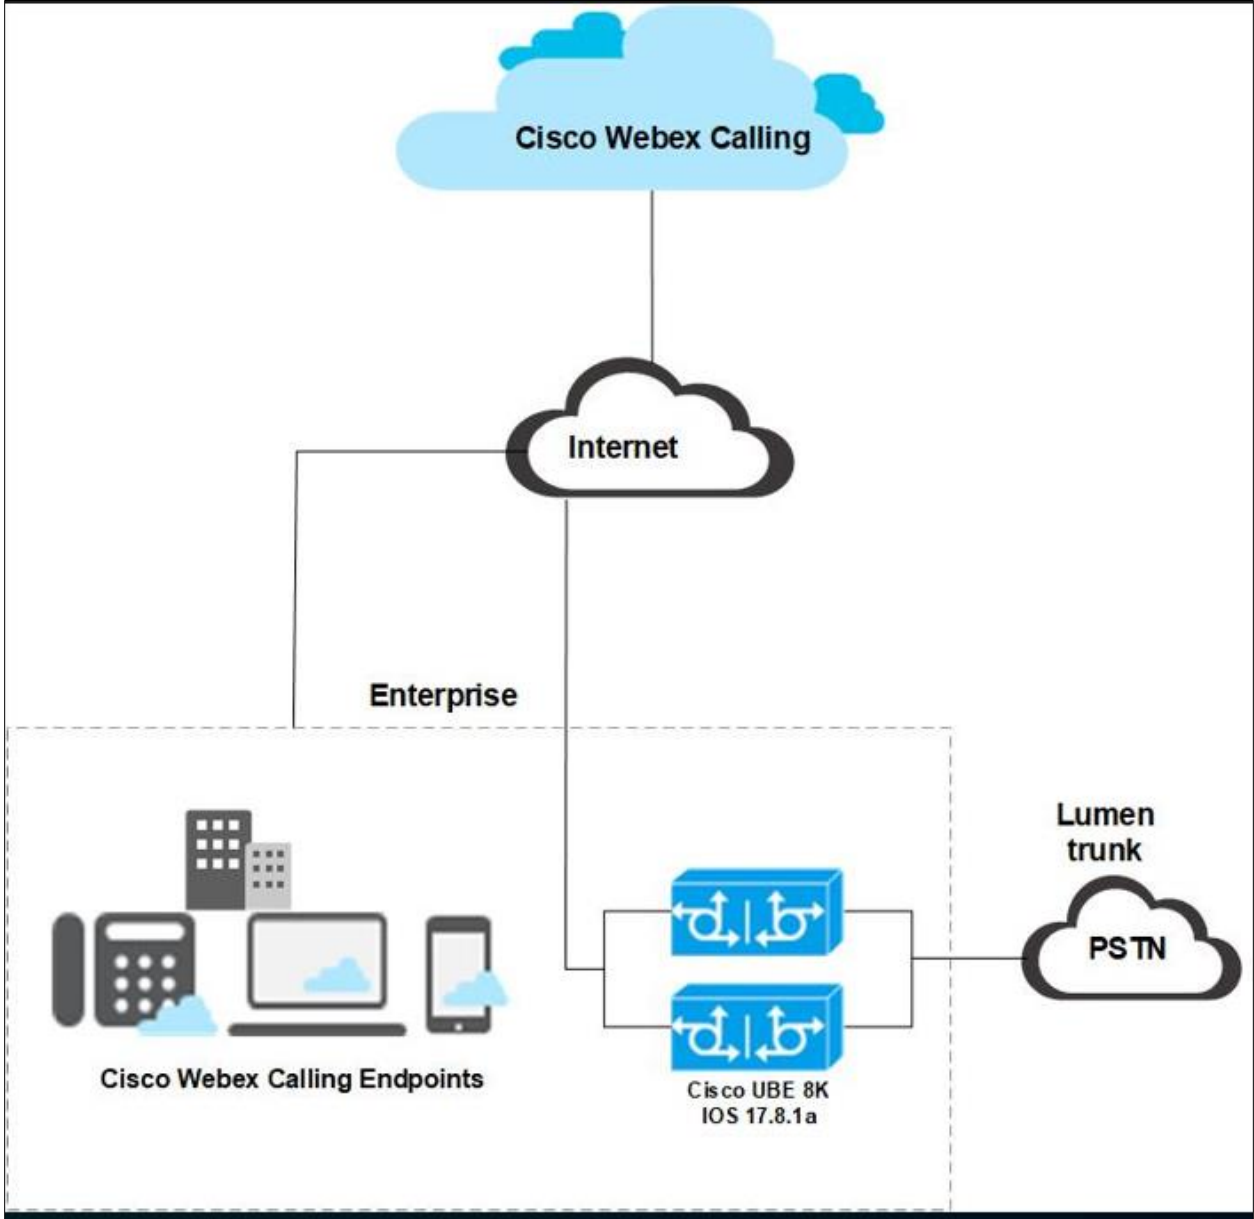 Cisco Webex Calling
Internet
Enterprise
Lumen
trunk
PSTN
Cisco Webex Calling Endpoints
Cisco UBE 8K
IOS 17.8.1a